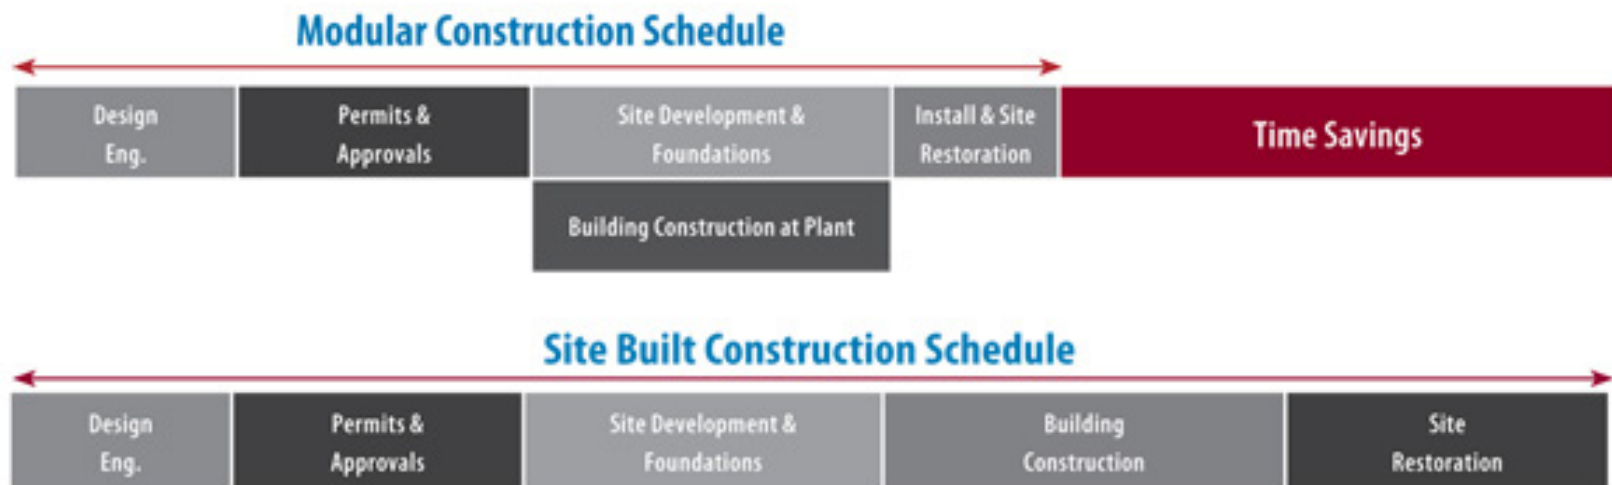 Modular Construction Schedule
Design
Eng.
Permits &
Approvals
Site Development &
Foundations
Install & Site
Restoration
Time Savings
Building Construction at Plant
Site Built Construction Schedule
Design
Eng.
Permits &
Approvals
Site Development &
Foundations
Building
Construction
Site
Restoration